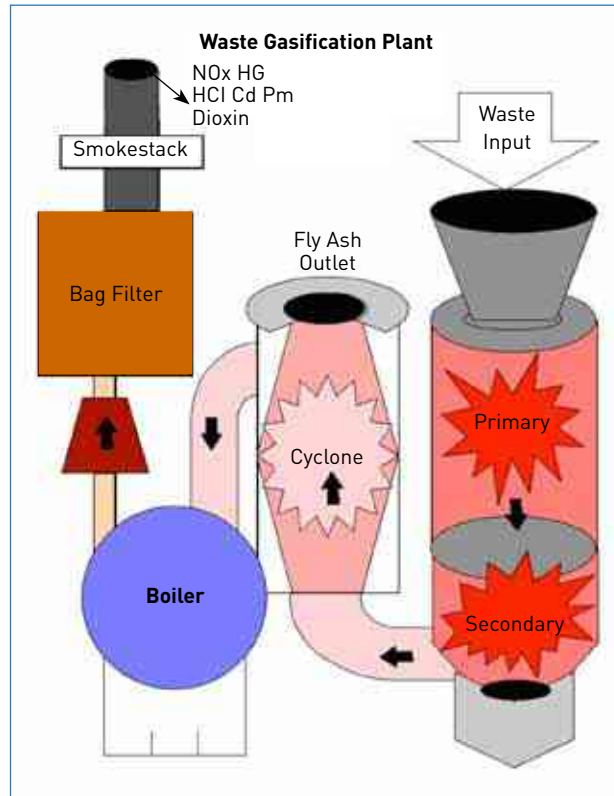 Waste Gasification Plant
NOx HG
HCl Cd Pm
Dioxin
Smokestack
Waste
Input
Fly Ash
Outlet
Bag Filter
Primary
Cyclone
Boiler
Secondary